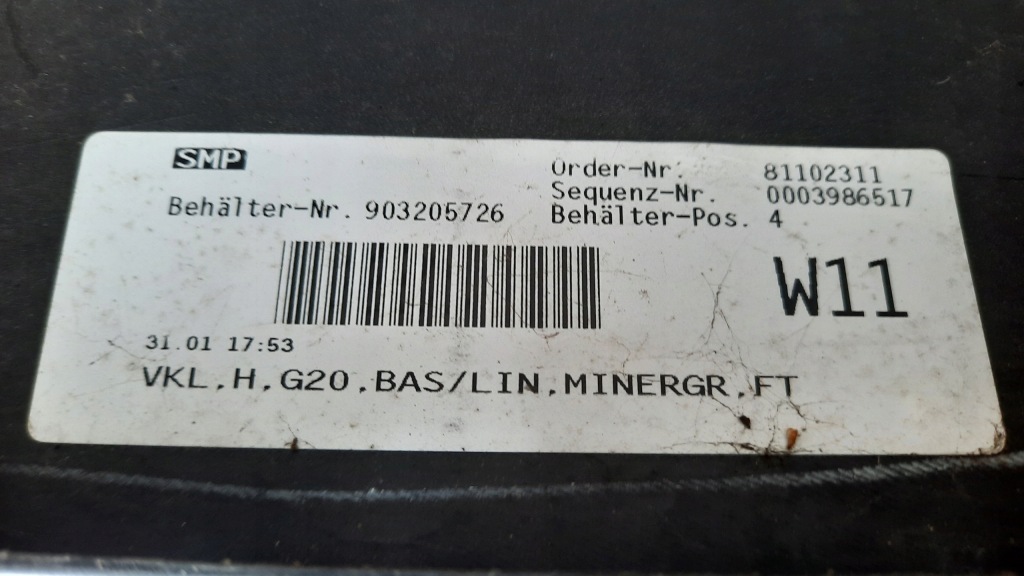 SMP
Order-Nr. 81102311
Sequenz-Nr. 0003986517
Behälter-Nr. 903205726
Behälter-Pos. 4
W11
31.01 17:53
VKL,H,G20,BAS/LIN,MINERGR,FT